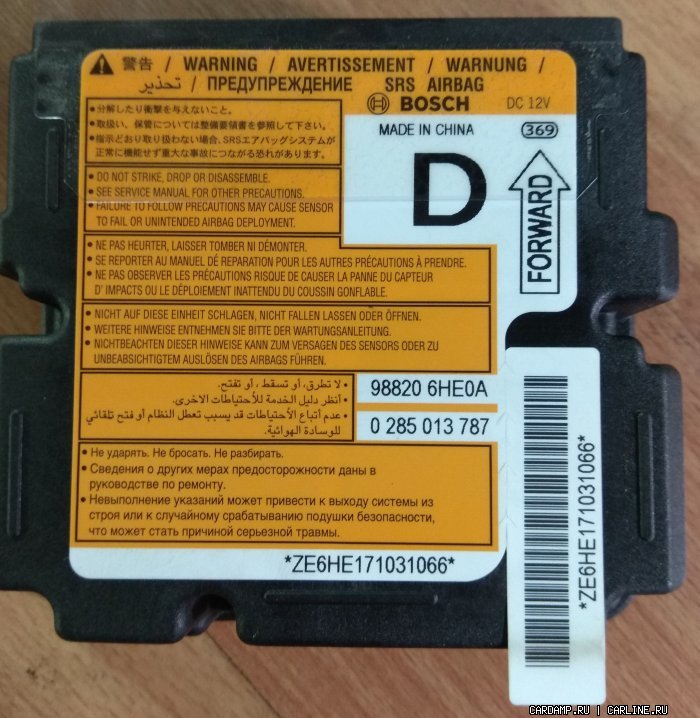 警告 / WARNING / AVERTISSEMENT / WARNUNG /
تحذير / ПРЕДУПРЕЖДЕНИЕ SRS AIRBAG
BOSCH DC 12V
MADE IN CHINA 369
D
FORWARD
•分解したり衝撃を与えないこと。
•取扱い、保管については整備要領書を参照して下さい。
•指示どおり取り扱わない場合、SRSエアバッグシステムが
正常に機能せず重大な事故につながる恐れがあります。
• DO NOT STRIKE, DROP OR DISASSEMBLE.
• SEE SERVICE MANUAL FOR OTHER PRECAUTIONS.
• FAILURE TO FOLLOW PRECAUTIONS MAY CAUSE SENSOR
TO FAIL OR UNINTENDED AIRBAG DEPLOYMENT.
• NE PAS HEURTER, LAISSER TOMBER NI DÉMONTER.
• SE REPORTER AU MANUEL DE RÉPARATION POUR LES AUTRES PRÉCAUTIONS À PRENDRE.
• NE PAS OBSERVER LES PRÉCAUTIONS RISQUE DE CAUSER LA PANNE DU CAPTEUR
D' IMPACTS OU LE DÉPLOIEMENT INATTENDU DU COUSSIN GONFLABLE.
• NICHT AUF DIESE EINHEIT SCHLAGEN, NICHT FALLEN LASSEN ODER ÖFFNEN.
• WEITERE HINWEISE ENTNEHMEN SIE BITTE DER WARTUNGSANLEITUNG.
• NICHTBEACHTEN DIESER HINWEISE KANN ZUM VERSAGEN DES SENSORS ODER ZU
UNBEABSICHTIGTEM AUSLÖSEN DES AIRBAGS FÜHREN.
• لا تطرق، أو تسقط ، أو تفتح.
• أنظر دليل الخدمة للأحتياطات الاخرى.
• عدم أتباع الأحتياطات قد يسبب تعطل النظام أو فتح تلقائي
للوسادة الهوائية.
98820 6HE0A
0 285 013 787
• Не ударять. Не бросать. Не разбирать.
• Сведения о других мерах предосторожности даны в
руководстве по ремонту.
• Невыполнение указаний может привести к выходу системы из
строя или к случайному срабатыванию подушки безопасности,
что может стать причиной серьезной травмы.
*ZE6HE171031066*
*ZE6HE171031066*
CARDAMP.RU | CARLINE.RU